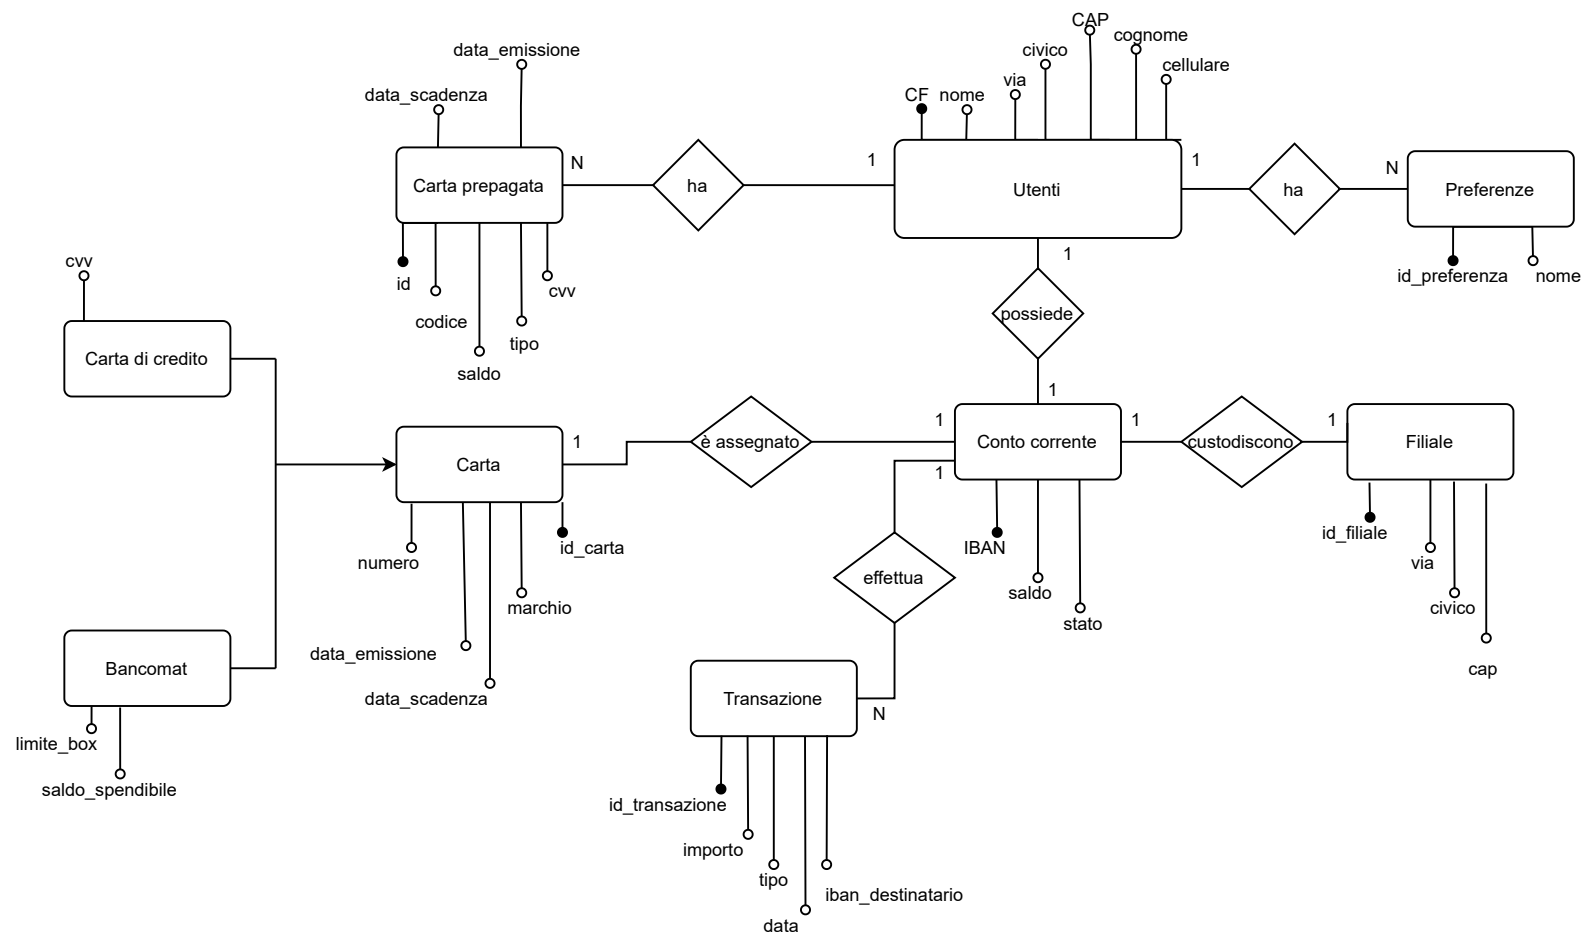 CAP
cognome
data_emissione
civico
cellulare
via
data_scadenza
CF
nome
N
1
1
N
Carta prepagata
ha
Utenti
ha
Preferenze
1
cvv
id
cvv
id_preferenza
nome
codice
possiede
tipo
Carta di credito
saldo
1
1
1
1
1
è assegnato
Conto corrente
custodiscono
Filiale
Carta
1
numero
id_carta
IBAN
id_filiale
via
effettua
saldo
marchio
civico
stato
data_emissione
Bancomat
cap
data_scadenza
Transazione
N
limite_box
saldo_spendibile
id_transazione
importo
tipo
iban_destinatario
data